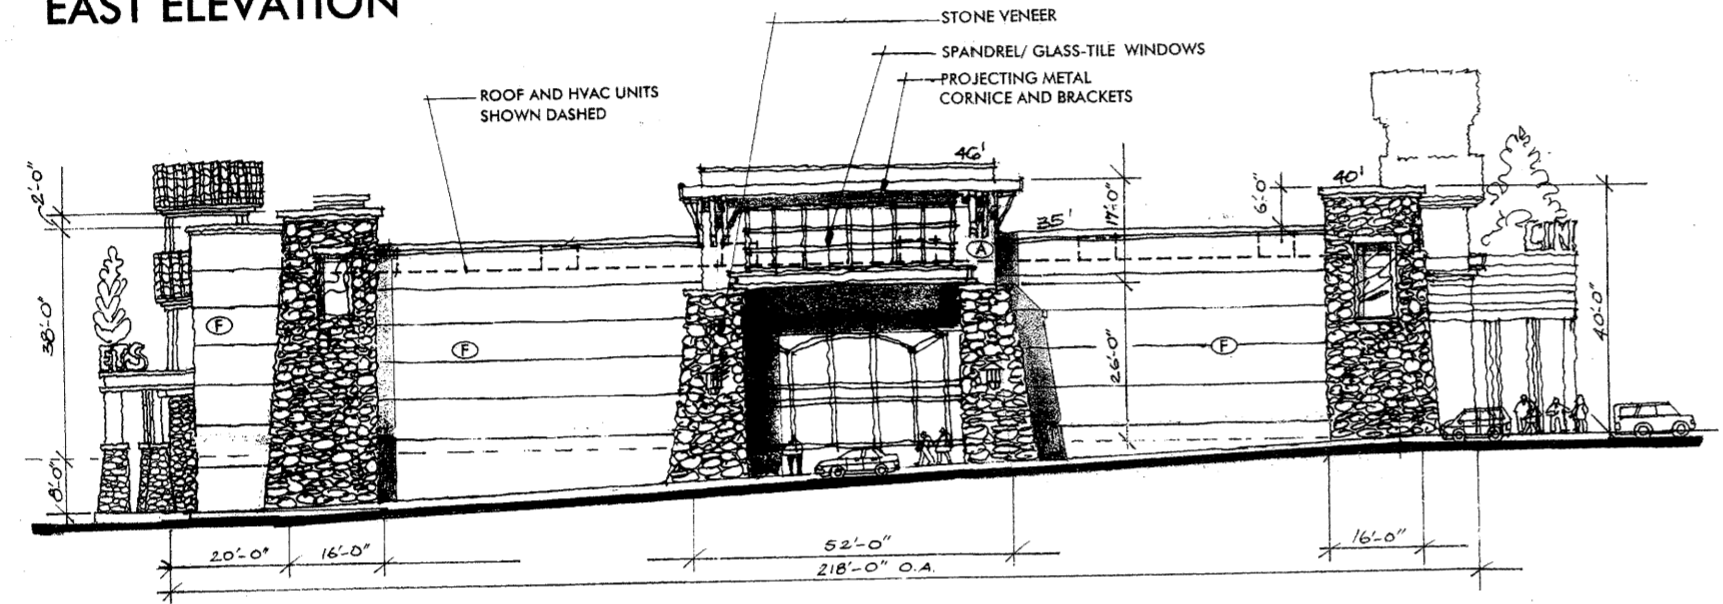 EAST ELEVATION
STONE VENEER
SPANDREL/ GLASS-TILE WINDOWS
PROJECTING METAL
CORNICE AND BRACKETS
ROOF AND HVAC UNITS
SHOWN DASHED
46'
40'
35'
2'-0"
38'-0"
8'-0"
17'-0"
26'-0"
6'-0"
40'-0"
A
F
F
F
CINE
20'-0"
16'-0"
52'-0"
16'-0"
218'-0" O.A.